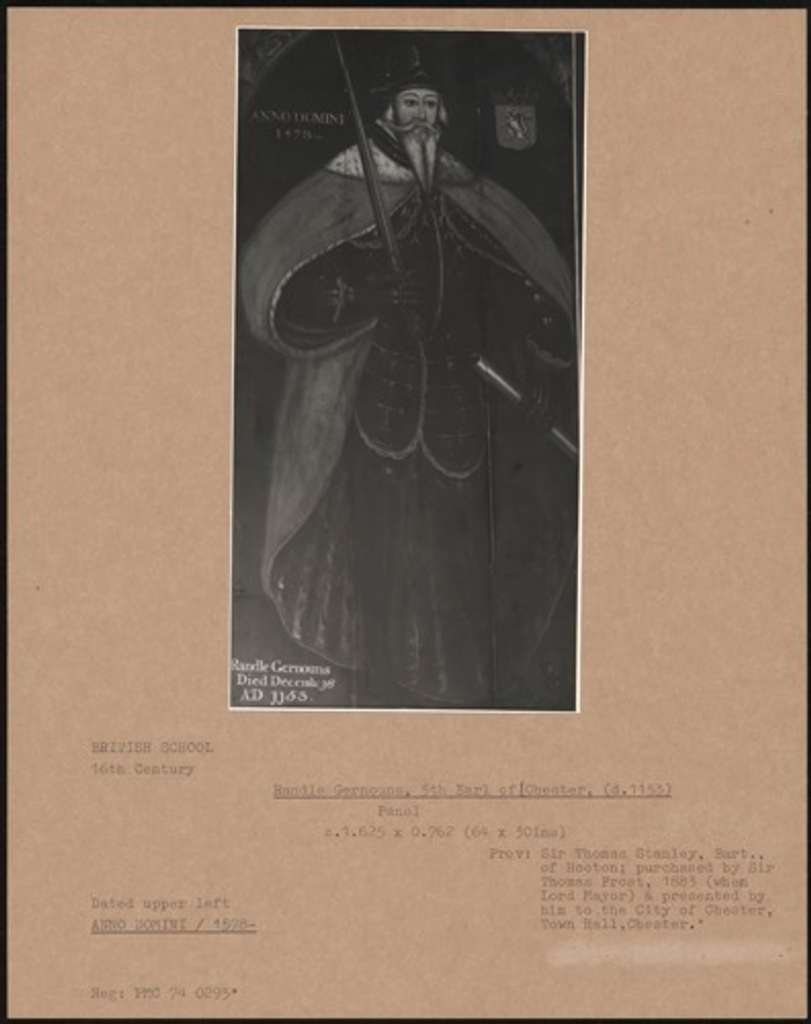 ANNO DOMINI
1578-
Randle Gernouns
Died Decemb: 38
AD 1153.
BRITISH SCHOOL
16th Century
Randle Gernouns, 5th Earl of Chester, (d.1153)
Panel
c.1.625 x 0.762 (64 x 30ins)
Prov: Sir Thomas Stanley, Bart.,
of Hooton; purchased by Sir
Thomas Frost, 1883 (when
Lord Mayor) & presented by
him to the City of Chester,
Town Hall,Chester.*
Dated upper left
ANNO DOMINI / 1578-
Neg: PMC 74 0293*